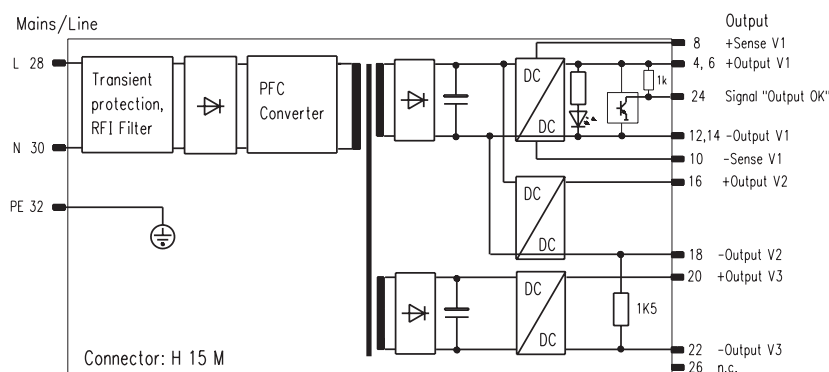 Mains/Line
Output
8 +Sense V1
L 28
4, 6 +Output V1
Transient
protection,
RFI Filter
PFC
Converter
DC
DC
1k
24 Signal "Output OK"
N 30
12,14 -Output V1
10 -Sense V1
16 +Output V2
PE 32
DC
DC
18 -Output V2
20 +Output V3
DC
DC
1K5
22 -Output V3
Connector: H 15 M
26 n.c.